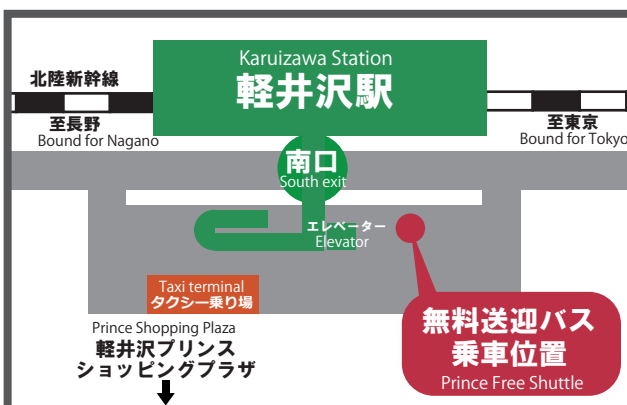 Karuizawa Station
軽井沢駅
北陸新幹線
至長野
Bound for Nagano
至東京
Bound for Tokyo
南口
South exit
エレベーター
Elevator
Taxi terminal
タクシー乗り場
Prince Shopping Plaza
軽井沢プリンス
ショッピングプラザ
無料送迎バス
乗車位置
Prince Free Shuttle